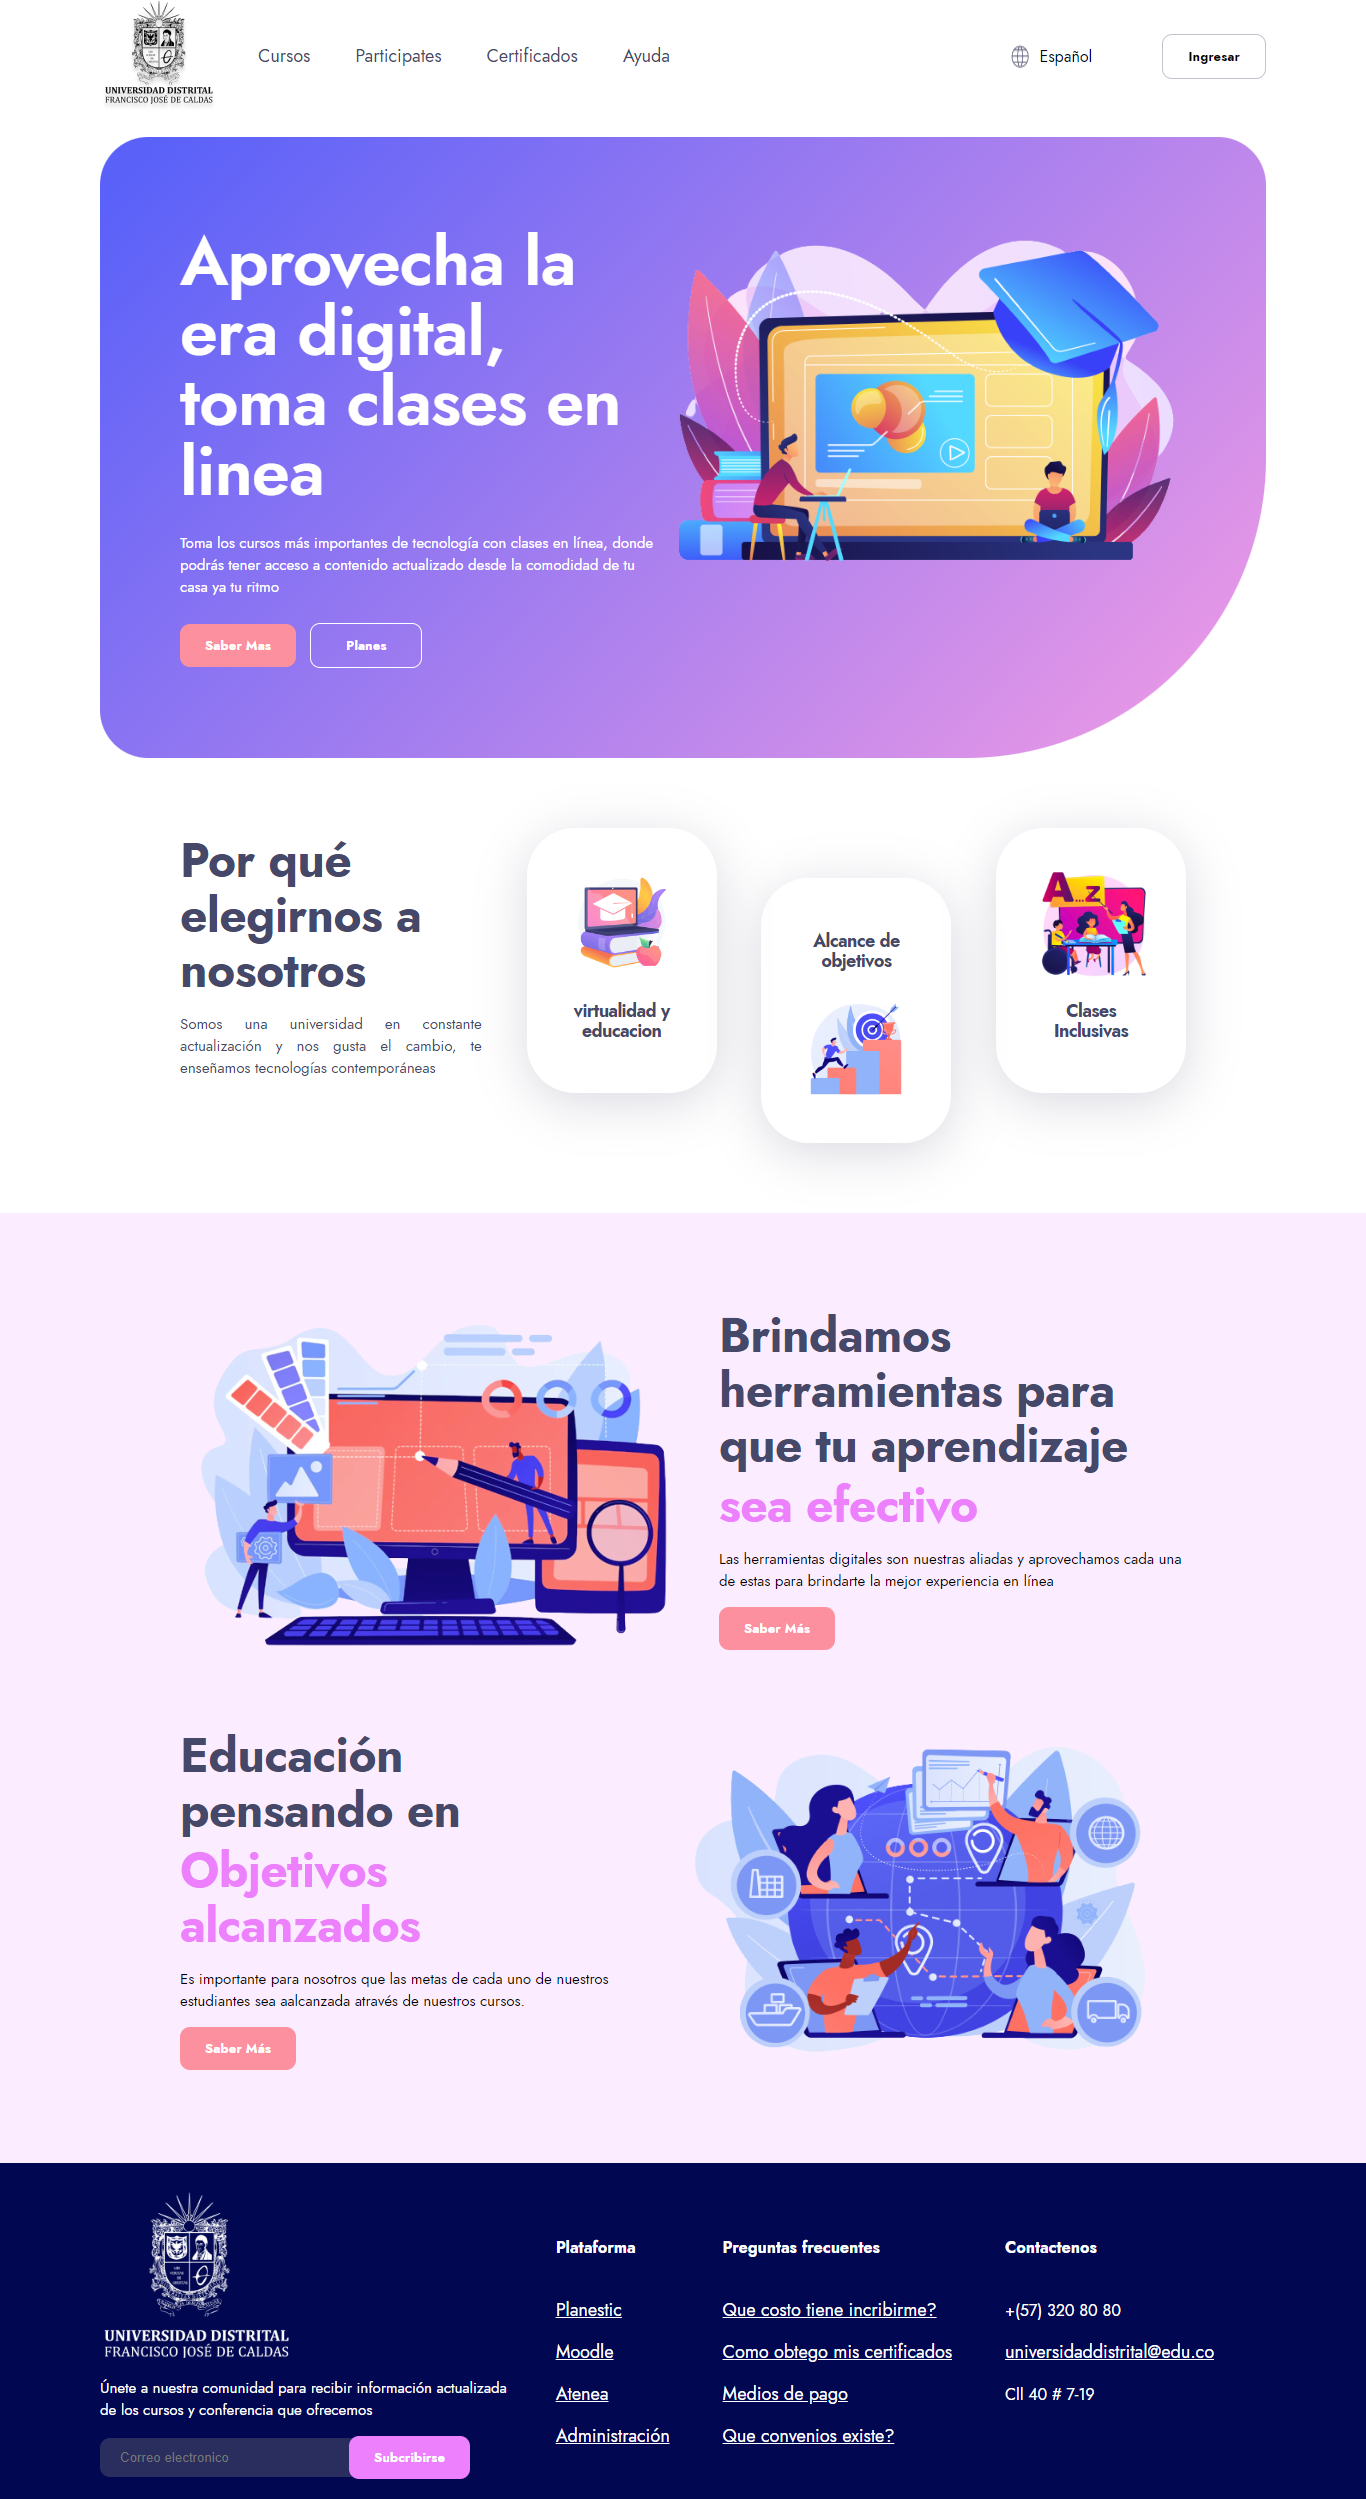 UNIVERSIDAD DISTRITAL
FRANCISCO JOSÉ DE CALDAS
Cursos
Participates
Certificados
Ayuda
Español
Ingresar
Aprovecha la
era digital,
toma clases en
linea
Toma los cursos más importantes de tecnología con clases en línea, donde
podrás tener acceso a contenido actualizado desde la comodidad de tu
casa ya tu ritmo
Saber Mas
Planes
Por qué
elegirnos a
nosotros
Somos una universidad en constante
actualización y nos gusta el cambio, te
enseñamos tecnologías contemporáneas
virtualidad y
educacion
Alcance de
objetivos
A...z
Clases
Inclusivas
Brindamos
herramientas para
que tu aprendizaje
sea efectivo
Las herramientas digitales son nuestras aliadas y aprovechamos cada una
de estas para brindarte la mejor experiencia en línea
Saber Más
Educación
pensando en
Objetivos
alcanzados
Es importante para nosotros que las metas de cada uno de nuestros
estudiantes sea aalcanzada através de nuestros cursos.
Saber Más
UNIVERSIDAD DISTRITAL
FRANCISCO JOSÉ DE CALDAS
Únete a nuestra comunidad para recibir información actualizada
de los cursos y conferencia que ofrecemos
Correo electronico
Subcribirse
Plataforma
Planestic
Moodle
Atenea
Administración
Preguntas frecuentes
Que costo tiene incribirme?
Como obtego mis certificados
Medios de pago
Que convenios existe?
Contactenos
+(57) 320 80 80
universidaddistrital@edu.co
Cll 40 # 7-19